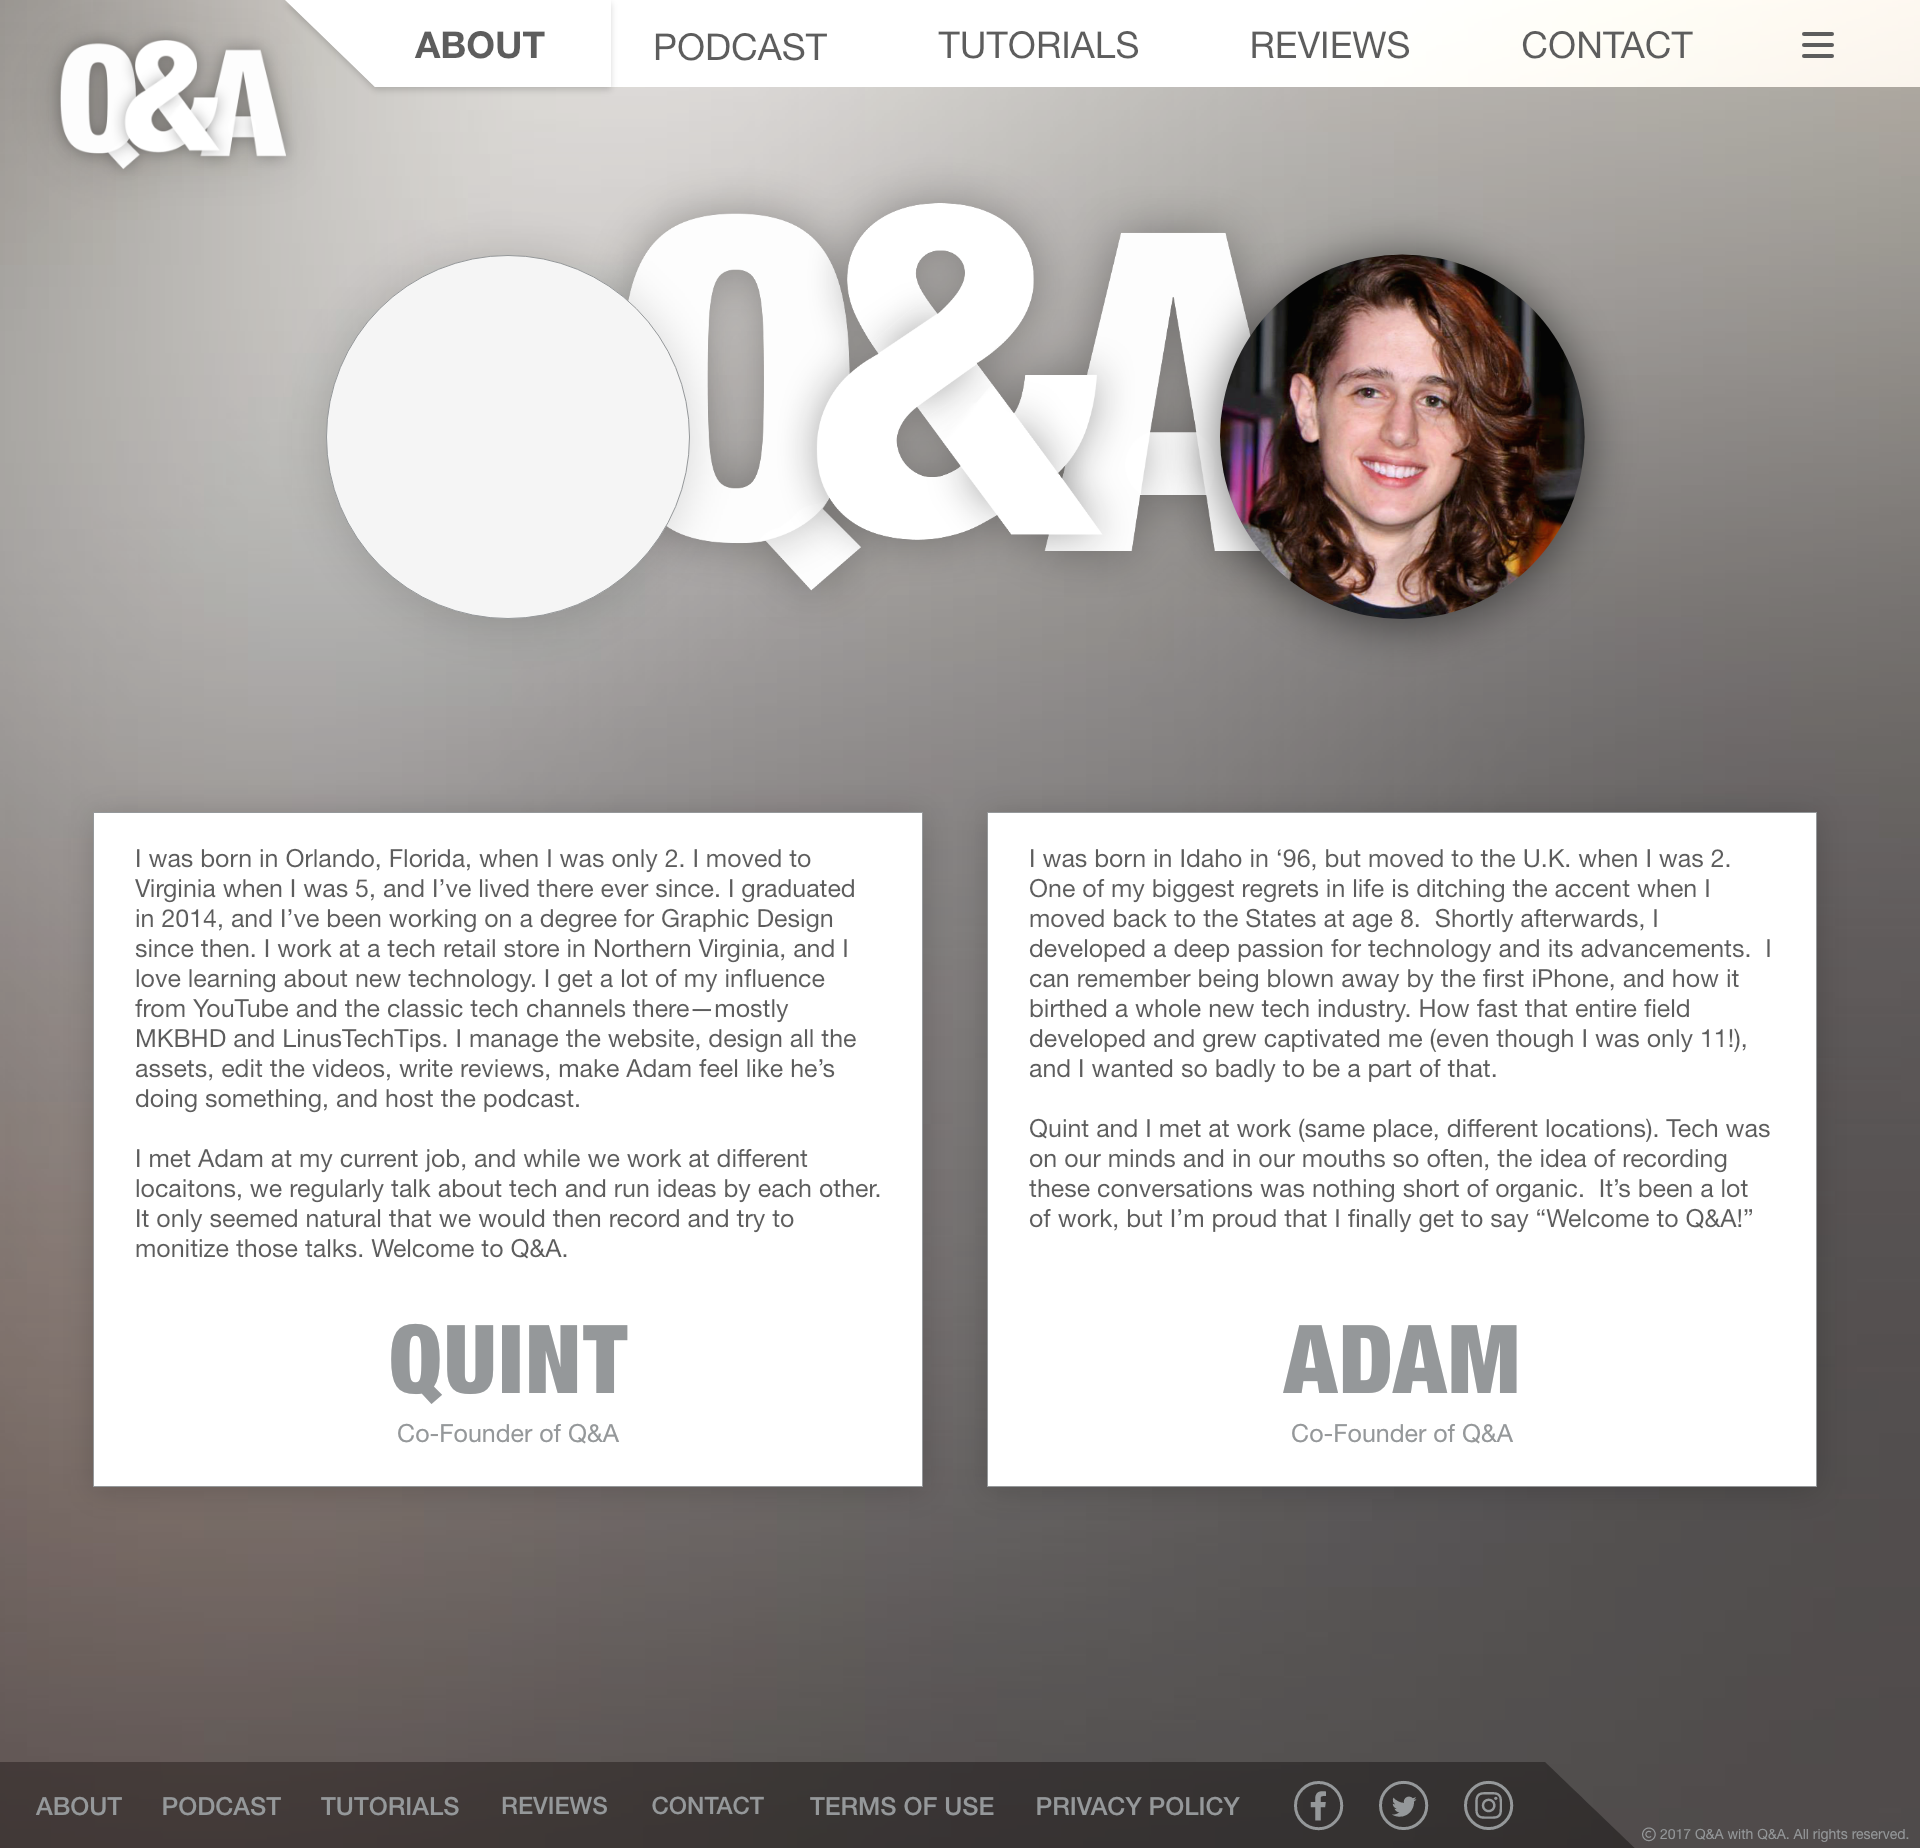 Q&A
ABOUT
PODCAST
TUTORIALS
REVIEWS
CONTACT
Q&A
I was born in Orlando, Florida, when I was only 2. I moved to
Virginia when I was 5, and I’ve lived there ever since. I graduated
in 2014, and I’ve been working on a degree for Graphic Design
since then. I work at a tech retail store in Northern Virginia, and I
love learning about new technology. I get a lot of my influence
from YouTube and the classic tech channels there—mostly
MKBHD and LinusTechTips. I manage the website, design all the
assets, edit the videos, write reviews, make Adam feel like he’s
doing something, and host the podcast.
I met Adam at my current job, and while we work at different
locaitons, we regularly talk about tech and run ideas by each other.
It only seemed natural that we would then record and try to
monitize those talks. Welcome to Q&A.
QUINT
Co-Founder of Q&A
I was born in Idaho in ‘96, but moved to the U.K. when I was 2.
One of my biggest regrets in life is ditching the accent when I
moved back to the States at age 8.  Shortly afterwards, I
developed a deep passion for technology and its advancements.  I
can remember being blown away by the first iPhone, and how it
birthed a whole new tech industry. How fast that entire field
developed and grew captivated me (even though I was only 11!),
and I wanted so badly to be a part of that.
Quint and I met at work (same place, different locations). Tech was
on our minds and in our mouths so often, the idea of recording
these conversations was nothing short of organic.  It’s been a lot
of work, but I’m proud that I finally get to say “Welcome to Q&A!”
ADAM
Co-Founder of Q&A
ABOUT
PODCAST
TUTORIALS
REVIEWS
CONTACT
TERMS OF USE
PRIVACY POLICY
© 2017 Q&A with Q&A. All rights reserved.